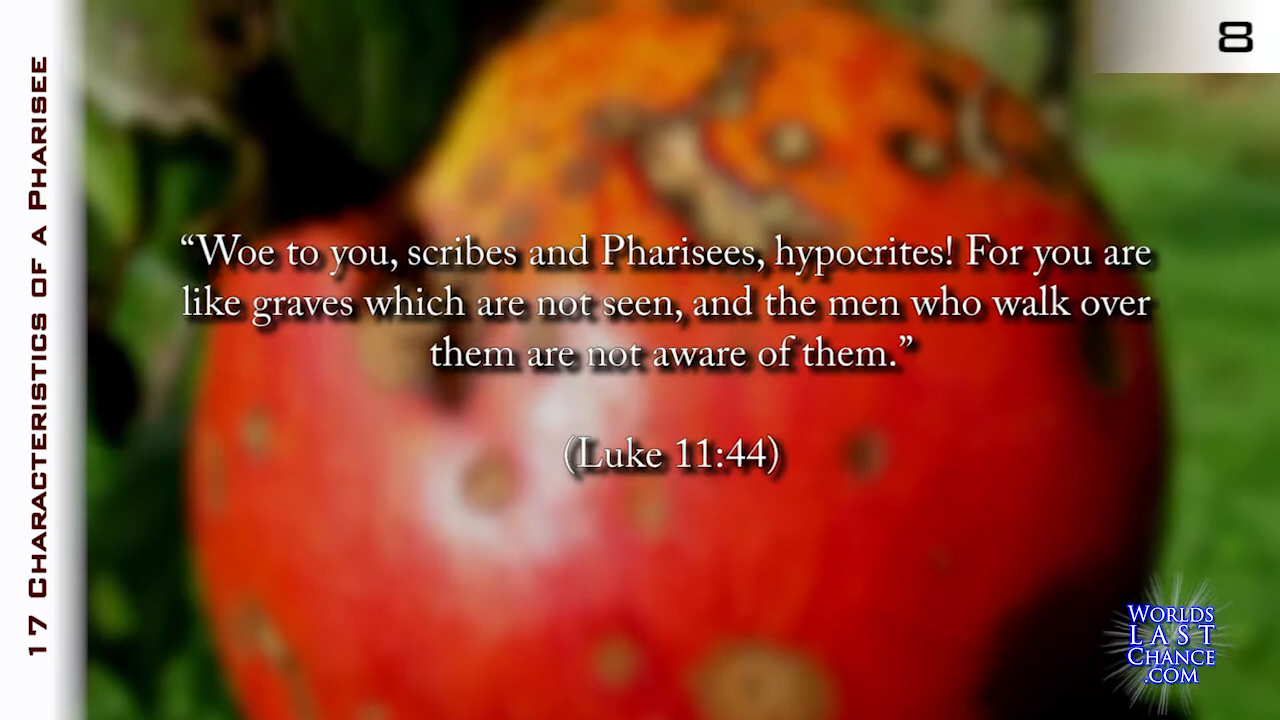 17 Characteristics of a Pharisee
8
“Woe to you, scribes and Pharisees, hypocrites! For you are
like graves which are not seen, and the men who walk over
them are not aware of them.”
(Luke 11:44)
Worlds
Last
Chance
.com